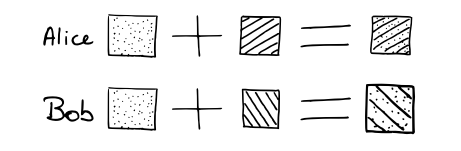 Alice + =
Bob + =